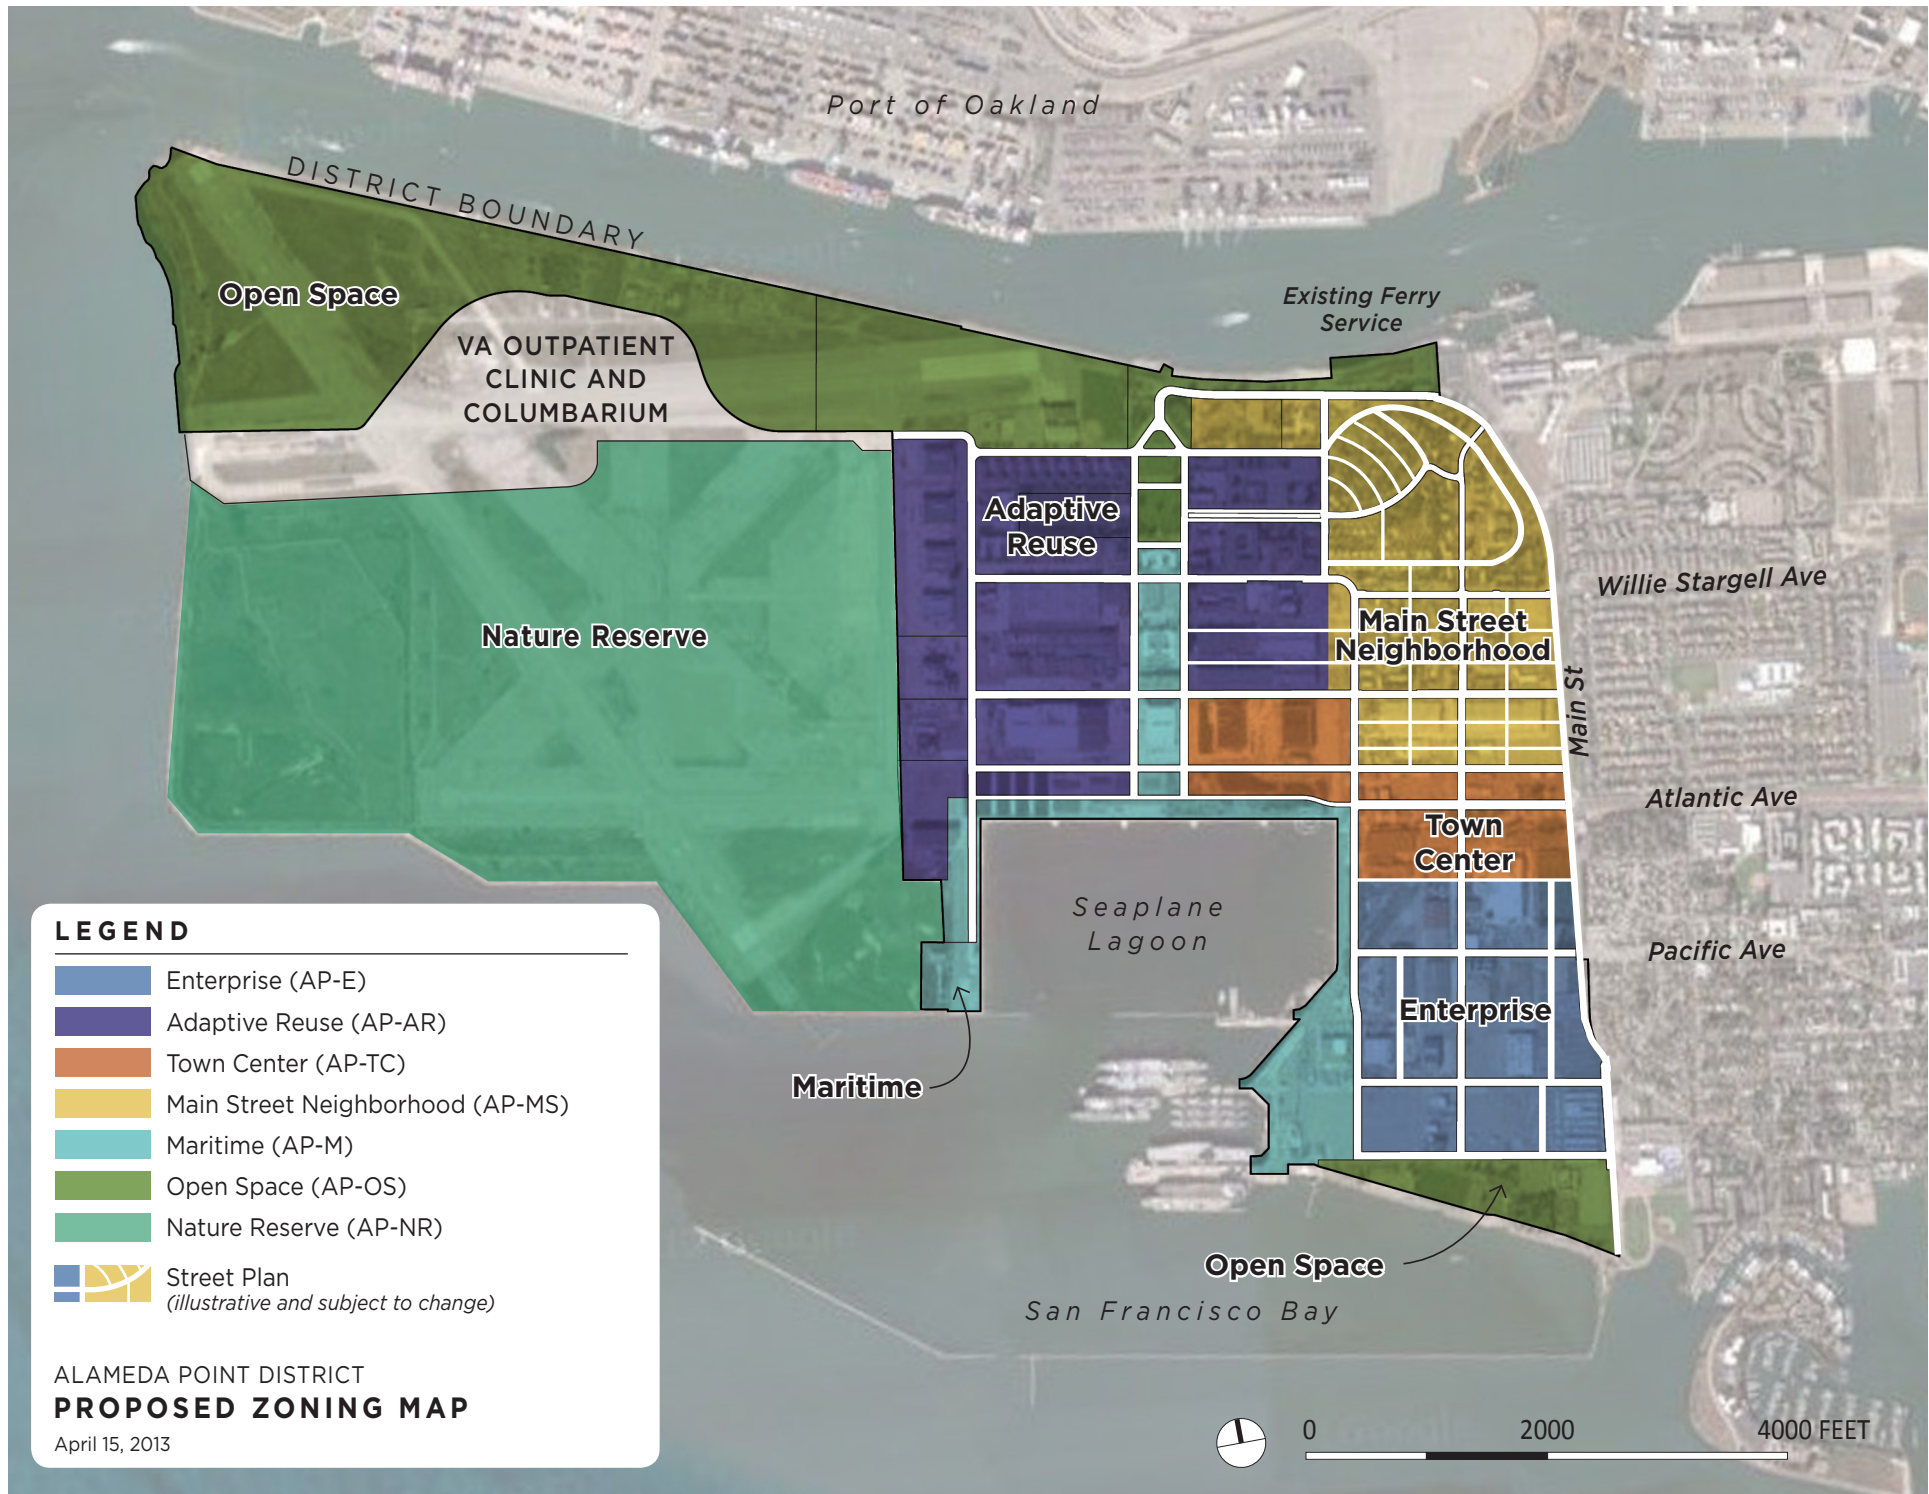 Port of Oakland
DISTRICT BOUNDARY
Open Space
Existing Ferry
Service
VA OUTPATIENT
CLINIC AND
COLUMBARIUM
Adaptive
Reuse
Willie Stargell Ave
Nature Reserve
Main Street
Neighborhood
Main St
Atlantic Ave
Town
Center
Seaplane
Lagoon
Pacific Ave
Enterprise
Maritime
Open Space
San Francisco Bay
LEGEND
Enterprise (AP-E)
Adaptive Reuse (AP-AR)
Town Center (AP-TC)
Main Street Neighborhood (AP-MS)
Maritime (AP-M)
Open Space (AP-OS)
Nature Reserve (AP-NR)
Street Plan
(illustrative and subject to change)
ALAMEDA POINT DISTRICT
PROPOSED ZONING MAP
April 15, 2013
0 2000 4000 FEET